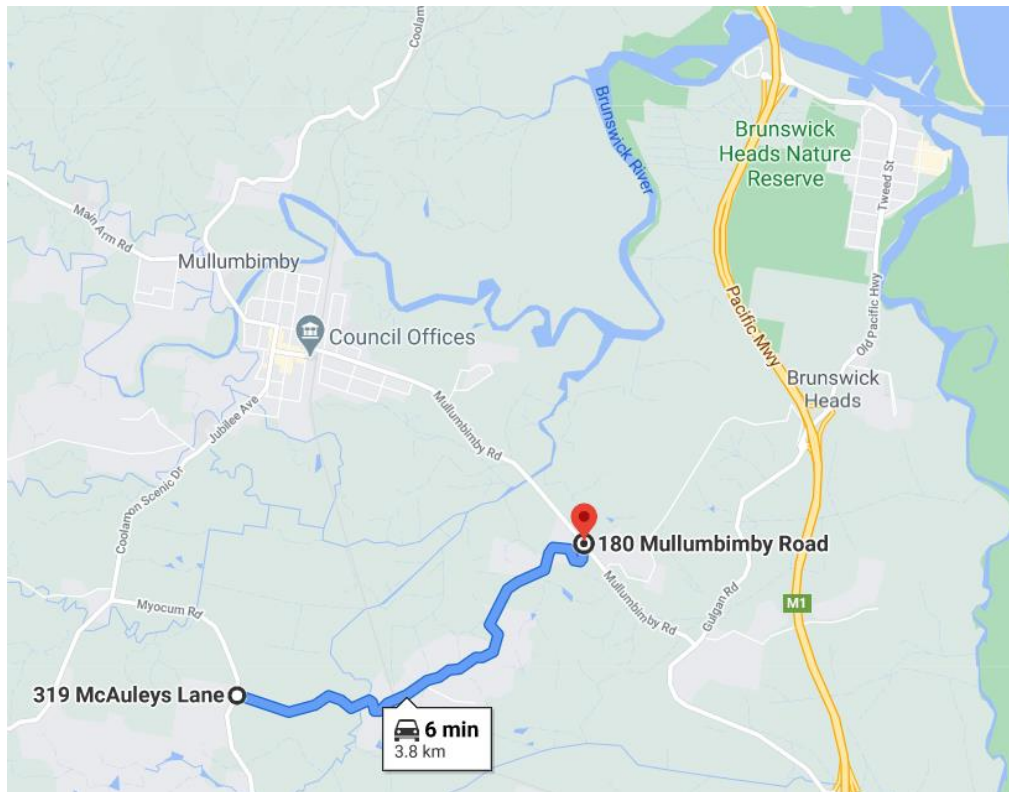 Coolam
Brunswick River
Brunswick
Heads Nature
Reserve
Tweed St
Main Arm Rd
Mullumbimby
Council Offices
Pacific Mwy
Old Pacific Hwy
Mullumbimby Rd
Brunswick
Heads
Jubilee Ave
Coolamon Scenic Dr
180 Mullumbimby Road
Mullumbimby Rd
Gulgan Rd
M1
Myocum Rd
319 McAuleys Lane
6 min
3.8 km